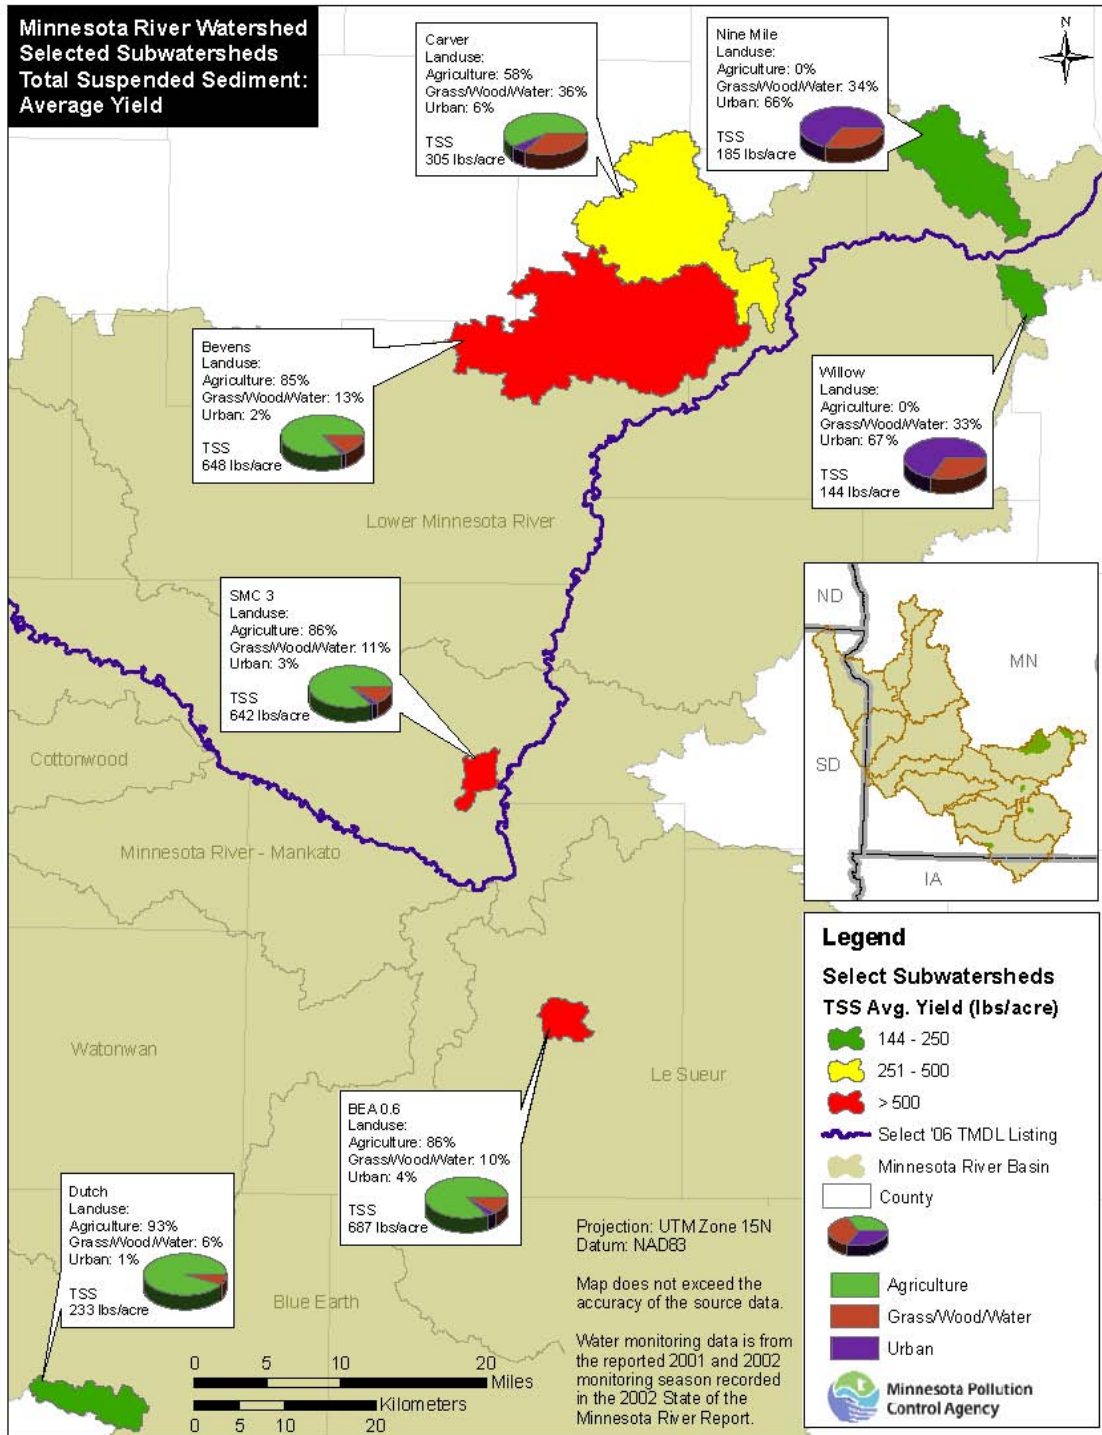 Minnesota River Watershed
Selected Subwatersheds
Total Suspended Sediment:
Average Yield
Carver
Landuse:
Agriculture: 58%
Grass/Wood/Water: 36%
Urban: 6%
TSS
305 lbs/acre
Nine Mile
Landuse:
Agriculture: 0%
Grass/Wood/Water: 34%
Urban: 66%
TSS
185 lbs/acre
N
Bevens
Landuse:
Agriculture: 85%
Grass/Wood/Water: 13%
Urban: 2%
TSS
648 lbs/acre
Willow
Landuse:
Agriculture: 0%
Grass/Wood/Water: 33%
Urban: 67%
TSS
144 lbs/acre
Lower Minnesota River
SMC 3
Landuse:
Agriculture: 86%
Grass/Wood/Water: 11%
Urban: 3%
TSS
642 lbs/acre
Cottonwood
Minnesota River - Mankato
ND
MN
SD
IA
Watonwan
Le Sueur
BEA 0.6
Landuse:
Agriculture: 86%
Grass/Wood/Water: 10%
Urban: 4%
TSS
687 lbs/acre
Dutch
Landuse:
Agriculture: 93%
Grass/Wood/Water: 6%
Urban: 1%
TSS
233 lbs/acre
Blue Earth
0 5 10 20
Miles
Kilometers
0 5 10 20
Projection: UTM Zone 15N
Datum: NAD83
Map does not exceed the
accuracy of the source data.
Water monitoring data is from
the reported 2001 and 2002
monitoring season recorded
in the 2002 State of the
Minnesota River Report.
Legend
Select Subwatersheds
TSS Avg. Yield (lbs/acre)
144 - 250
251 - 500
> 500
Select '06 TMDL Listing
Minnesota River Basin
County
Agriculture
Grass/Wood/Water
Urban
Minnesota Pollution
Control Agency